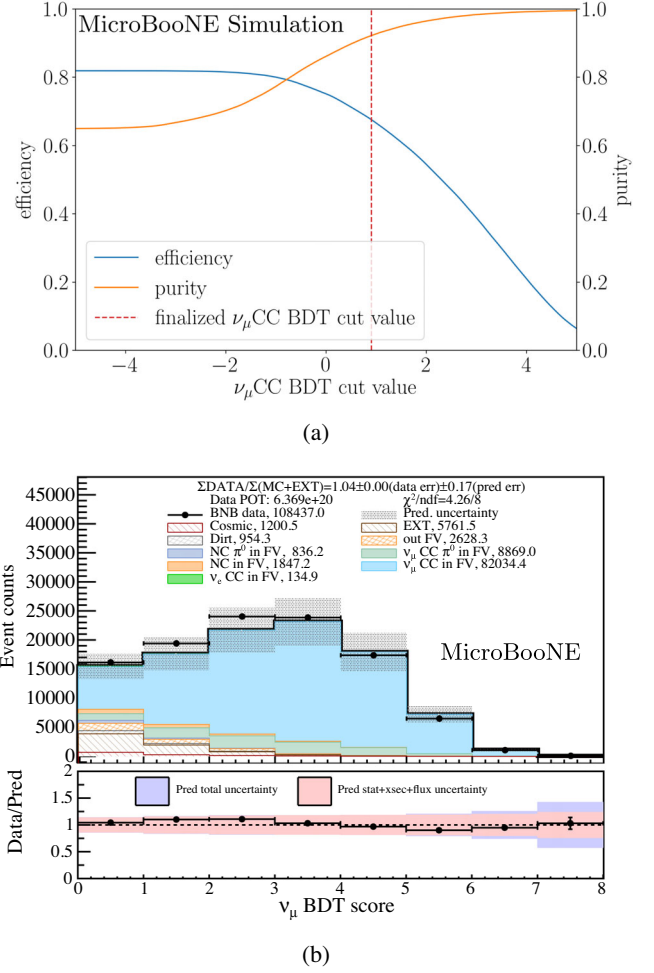 MicroBooNE Simulation
1.0
0.8
0.6
0.4
0.2
0.0
efficiency
1.0
0.8
0.6
0.4
0.2
0.0
purity
efficiency
purity
finalized νμCC BDT cut value
−4 −2 0 2 4
νμCC BDT cut value
(a)
ΣDATA/Σ(MC+EXT)=1.04±0.00(data err)±0.17(pred err)
Data POT: 6.369e+20 χ²/ndf=4.26/8
BNB data, 108437.0 Pred. uncertainty
Cosmic, 1200.5 EXT, 5761.5
Dirt, 954.3 out FV, 2628.3
NC π⁰ in FV, 836.2 νμ CC π⁰ in FV, 8869.0
NC in FV, 1847.2 νμ CC in FV, 82034.4
νe CC in FV, 134.9
MicroBooNE
45000
40000
35000
30000
25000
20000
15000
10000
5000
0
Event counts
Pred total uncertainty Pred stat+xsec+flux uncertainty
2
1.5
1
0.5
0
Data/Pred
0 1 2 3 4 5 6 7 8
νμ BDT score
(b)